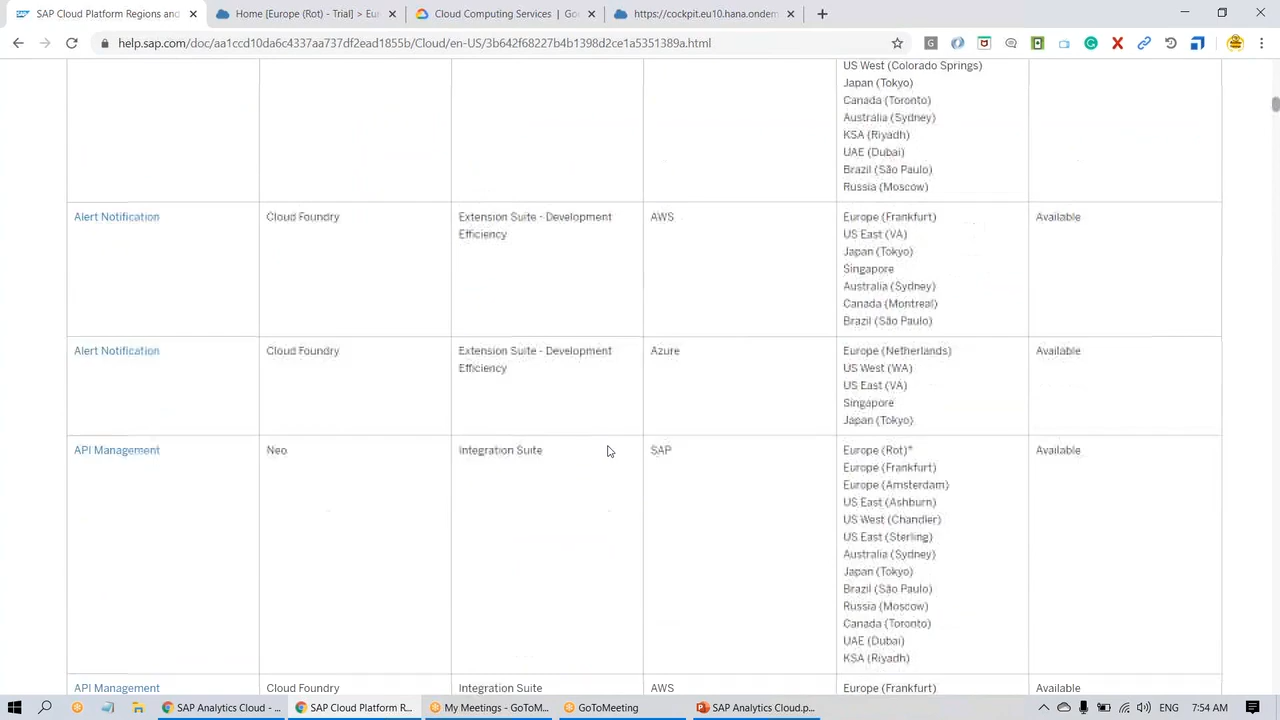 SAP Cloud Platform Regions and
Home [Europe (Rot) - Trial] > Eu
Cloud Computing Services | Go
https://cockpit.eu10.hana.ondem
help.sap.com/doc/aa1ccd10da6c4337aa737df2ead1855b/Cloud/en-US/3b642f68227b4b1398d2ce1a5351389a.html
US West (Colorado Springs)
Japan (Tokyo)
Canada (Toronto)
Australia (Sydney)
KSA (Riyadh)
UAE (Dubai)
Brazil (São Paulo)
Russia (Moscow)
Alert Notification
Cloud Foundry
Extension Suite - Development
Efficiency
AWS
Europe (Frankfurt)
US East (VA)
Japan (Tokyo)
Singapore
Australia (Sydney)
Canada (Montreal)
Brazil (São Paulo)
Available
Alert Notification
Cloud Foundry
Extension Suite - Development
Efficiency
Azure
Europe (Netherlands)
US West (WA)
US East (VA)
Singapore
Japan (Tokyo)
Available
API Management
Neo
Integration Suite
SAP
Europe (Rot)*
Europe (Frankfurt)
Europe (Amsterdam)
US East (Ashburn)
US West (Chandler)
US East (Sterling)
Australia (Sydney)
Japan (Tokyo)
Brazil (São Paulo)
Russia (Moscow)
Canada (Toronto)
UAE (Dubai)
KSA (Riyadh)
Available
API Management
Cloud Foundry
Integration Suite
AWS
Europe (Frankfurt)
Available
SAP Analytics Cloud - ...
SAP Cloud Platform R...
My Meetings - GoToM...
GoToMeeting
SAP Analytics Cloud.p...
ENG
7:54 AM